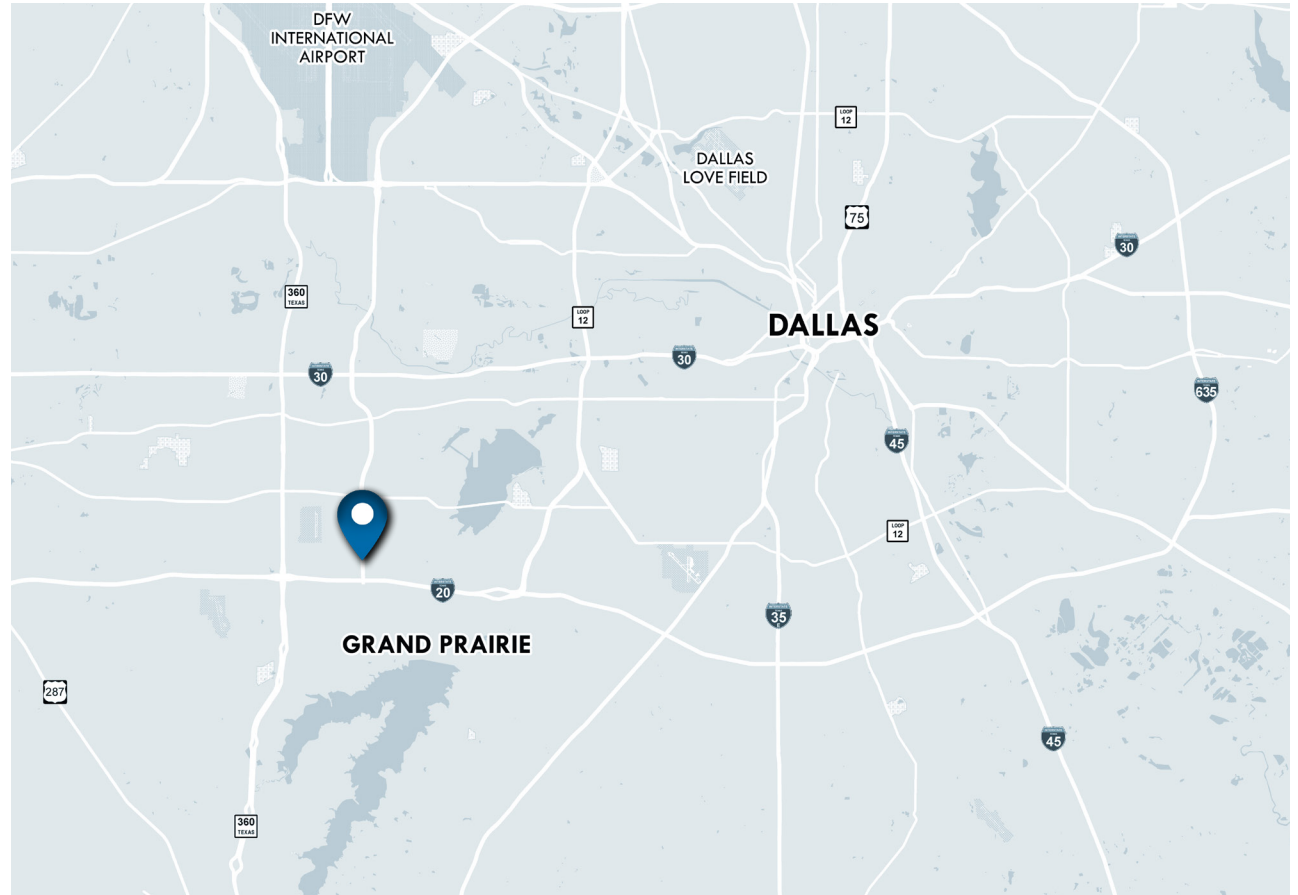 DFW
INTERNATIONAL
AIRPORT
LOOP
12
DALLAS
LOVE FIELD
75
30
360
TEXAS
LOOP
12
DALLAS
30
30
635
45
LOOP
12
20
35
E
GRAND PRAIRIE
287
45
360
TEXAS